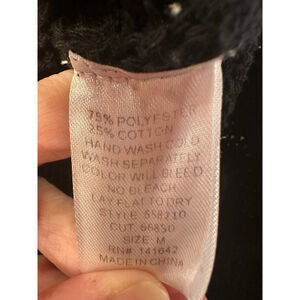 75% POLYESTER
25% COTTON
HAND WASH COLD
WASH SEPARATELY
COLOR WILL BLEED
NO BLEACH
LAY FLAT TO DRY
STYLE 558210
CUT 66850
SIZE: M
RN# 141642
MADE IN CHINA